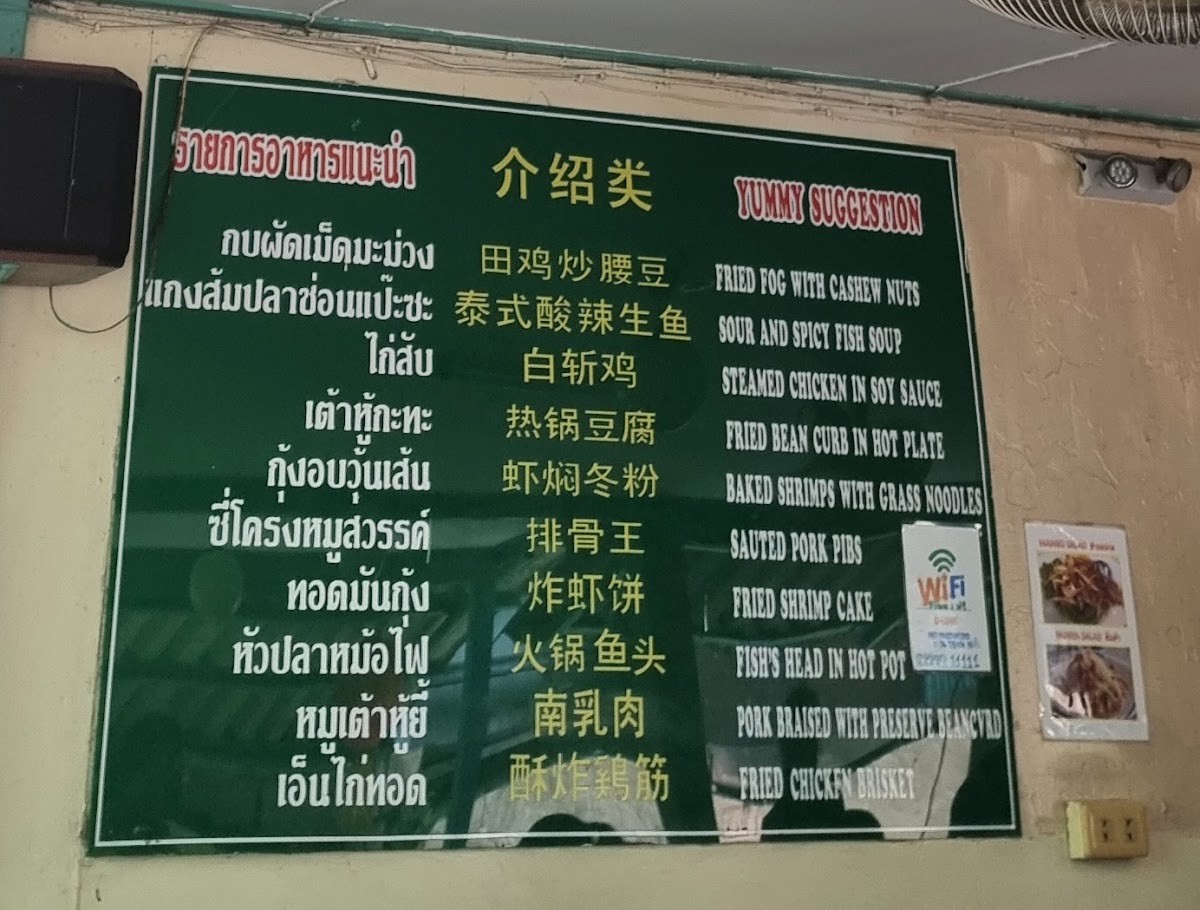 รายการอาหารแนะนำ 介绍类 YUMMY SUGGESTION
กบผัดเม็ดมะม่วง 田鸡炒腰豆 FRIED FOG WITH CASHEW NUTS
แกงส้มปลาช่อนแป๊ะซะ 泰式酸辣生鱼 SOUR AND SPICY FISH SOUP
ไก่สับ 白斩鸡 STEAMED CHICKEN IN SOY SAUCE
เต้าหู้กะทะ 热锅豆腐 FRIED BEAN CURB IN HOT PLATE
กุ้งอบวุ้นเส้น 虾焖冬粉 BAKED SHRIMPS WITH GRASS NOODLES
ซี่โครงหมูสวรรค์ 排骨王 SAUTED PORK PIBS
ทอดมันกุ้ง 炸虾饼 FRIED SHRIMP CAKE
หัวปลาหม้อไฟ 火锅鱼头 FISH'S HEAD IN HOT POT
หมูเต้าหู้ยี้ 南乳肉 PORK BRAISED WITH PRESERVE BEANCVRD
เอ็นไก่ทอด 酥炸鷄筋 FRIED CHICKEN BRISKET
WiFi